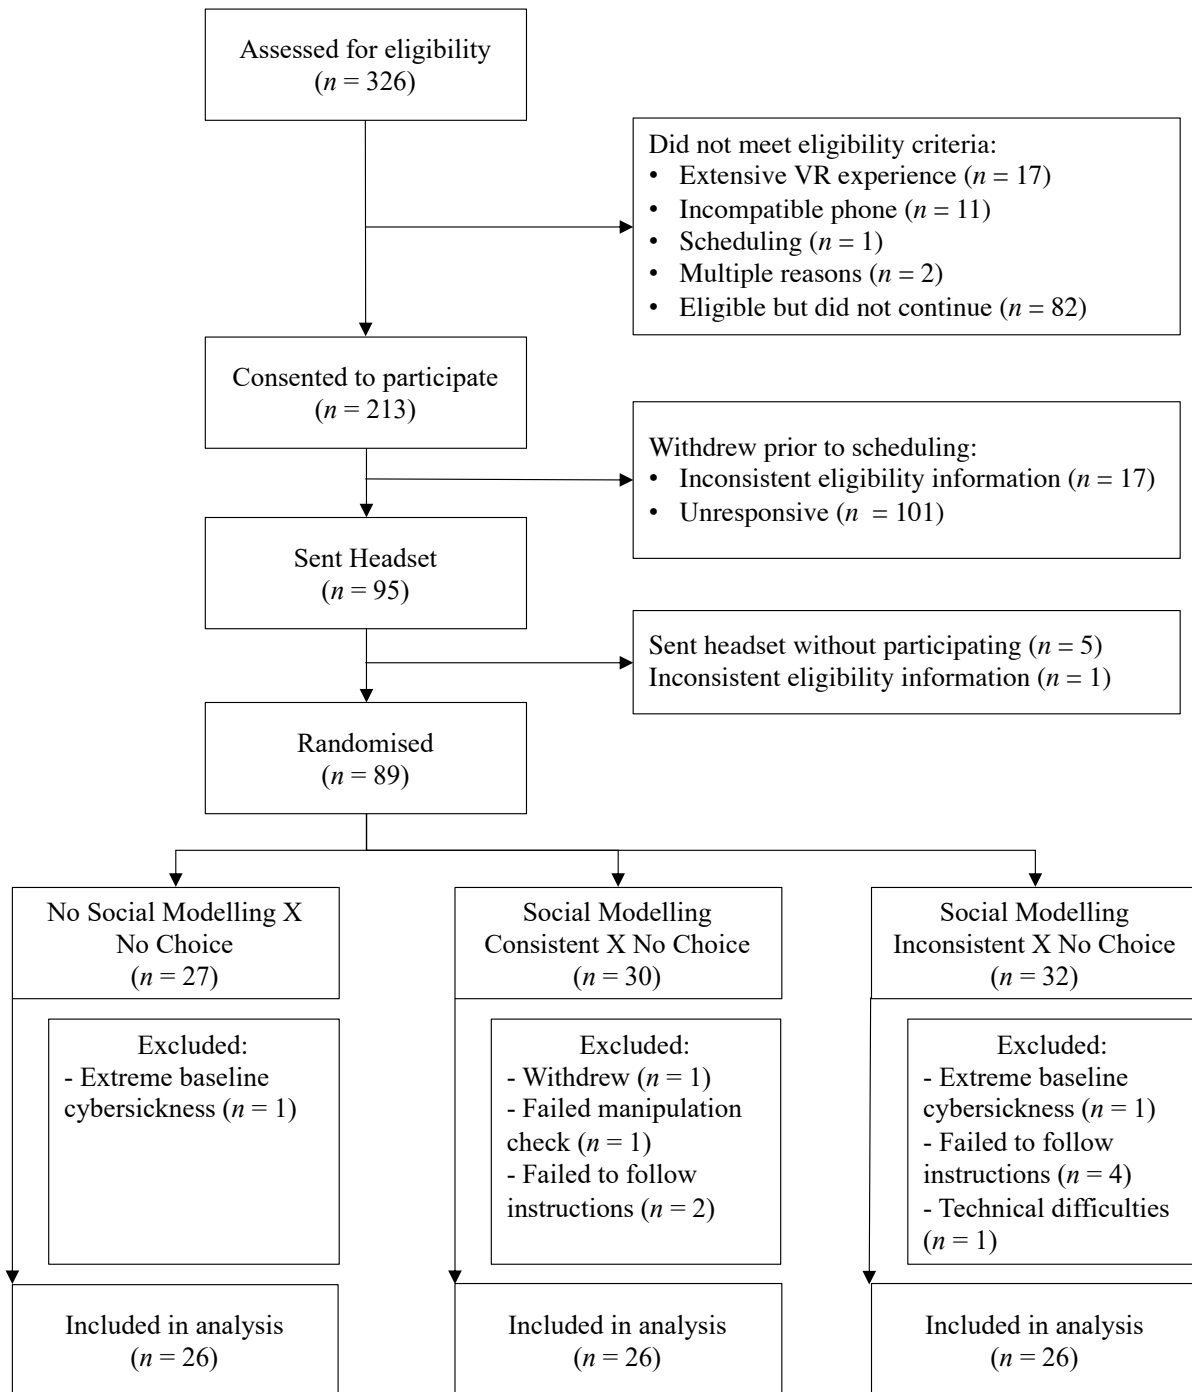 Assessed for eligibility
(n = 326)
Did not meet eligibility criteria:
• Extensive VR experience (n = 17)
• Incompatible phone (n = 11)
• Scheduling (n = 1)
• Multiple reasons (n = 2)
• Eligible but did not continue (n = 82)
Consented to participate
(n = 213)
Withdrew prior to scheduling:
• Inconsistent eligibility information (n = 17)
• Unresponsive (n = 101)
Sent Headset
(n = 95)
Sent headset without participating (n = 5)
Inconsistent eligibility information (n = 1)
Randomised
(n = 89)
No Social Modelling X
No Choice
(n = 27)
Social Modelling
Consistent X No Choice
(n = 30)
Social Modelling
Inconsistent X No Choice
(n = 32)
Excluded:
- Extreme baseline
cybersickness (n = 1)
Excluded:
- Withdrew (n = 1)
- Failed manipulation
check (n = 1)
- Failed to follow
instructions (n = 2)
Excluded:
- Extreme baseline
cybersickness (n = 1)
- Failed to follow
instructions (n = 4)
- Technical difficulties
(n = 1)
Included in analysis
(n = 26)
Included in analysis
(n = 26)
Included in analysis
(n = 26)